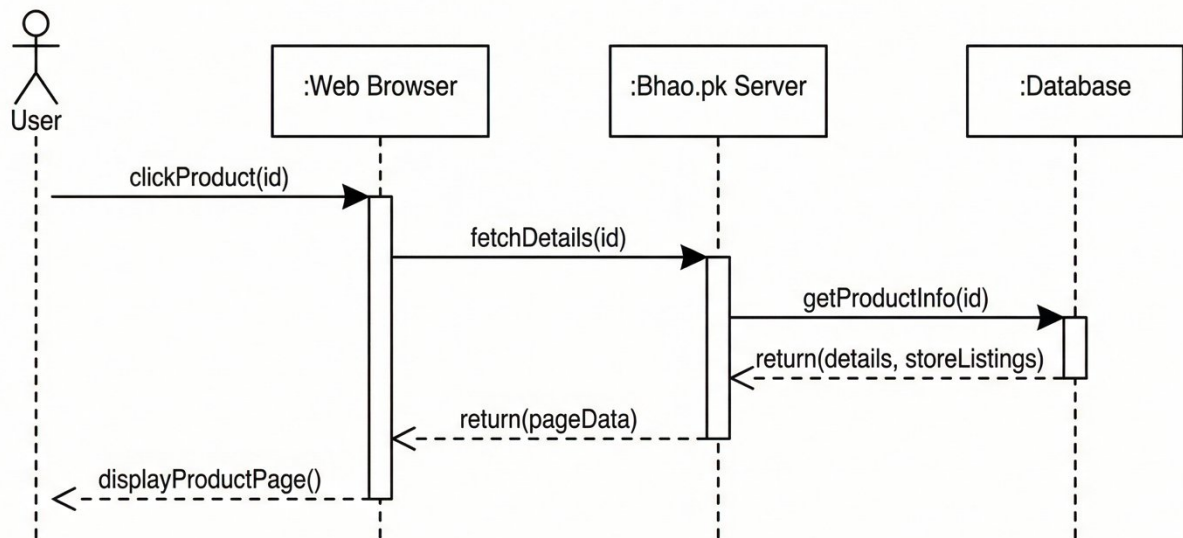 :Web Browser
:Bhao.pk Server
:Database
User
clickProduct(id)
fetchDetails(id)
getProductInfo(id)
return(details, storeListings)
return(pageData)
displayProductPage()